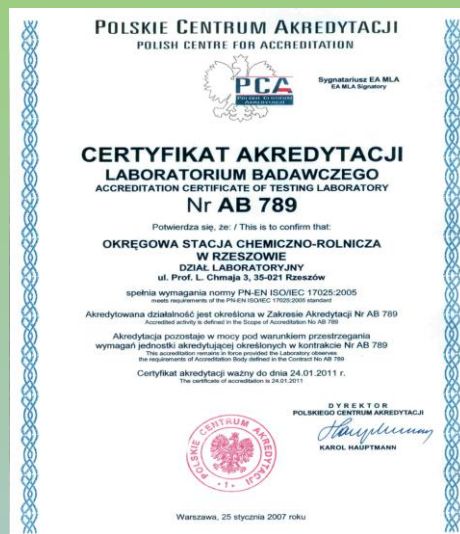 POLSKIE CENTRUM AKREDYTACJI
POLISH CENTRE FOR ACCREDITATION
PCA
POLSKIE CENTRUM
AKREDYTACJI
Sygnatariusz EA MLA
EA MLA Signatory
CERTYFIKAT AKREDYTACJI
LABORATORIUM BADAWCZEGO
ACCREDITATION CERTIFICATE OF TESTING LABORATORY
Nr AB 789
Potwierdza się, że: / This is to confirm that:
OKRĘGOWA STACJA CHEMICZNO-ROLNICZA
W RZESZOWIE
DZIAŁ LABORATORYJNY
ul. Prof. L. Chmaja 3, 35-021 Rzeszów
spełnia wymagania normy PN-EN ISO/IEC 17025:2005
meets requirements of the PN-EN ISO/IEC 17025:2005 standard
Akredytowana działalność jest określona w Zakresie Akredytacji Nr AB 789
Accredited activity is defined in the Scope of Accreditation No AB 789
Akredytacja pozostaje w mocy pod warunkiem przestrzegania
wymagań jednostki akredytującej określonych w kontrakcie Nr AB 789
This accreditation remains in force provided the Laboratory observes
the requirements of Accreditation Body defined in the Contract No AB 789
Certyfikat akredytacji ważny do dnia 24.01.2011 r.
The certificate of accreditation is 24.01.2011
DYREKTOR
POLSKIEGO CENTRUM AKREDYTACJI
KAROL HAUPTMANN
POLSKIE CENTRUM AKREDYTACJI
1
Warszawa, 25 stycznia 2007 roku